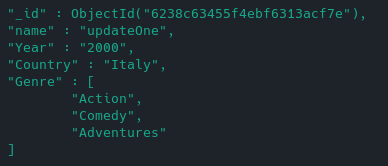 "_id" : ObjectId("6238c63455f4ebf6313acf7e"),
"name" : "updateOne",
"Year" : "2000",
"Country" : "Italy",
"Genre" : [
"Action",
"Comedy",
"Adventures"
]